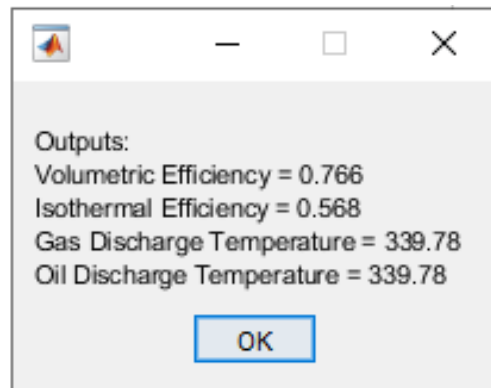 Outputs:
Volumetric Efficiency = 0.766
Isothermal Efficiency = 0.568
Gas Discharge Temperature = 339.78
Oil Discharge Temperature = 339.78
OK